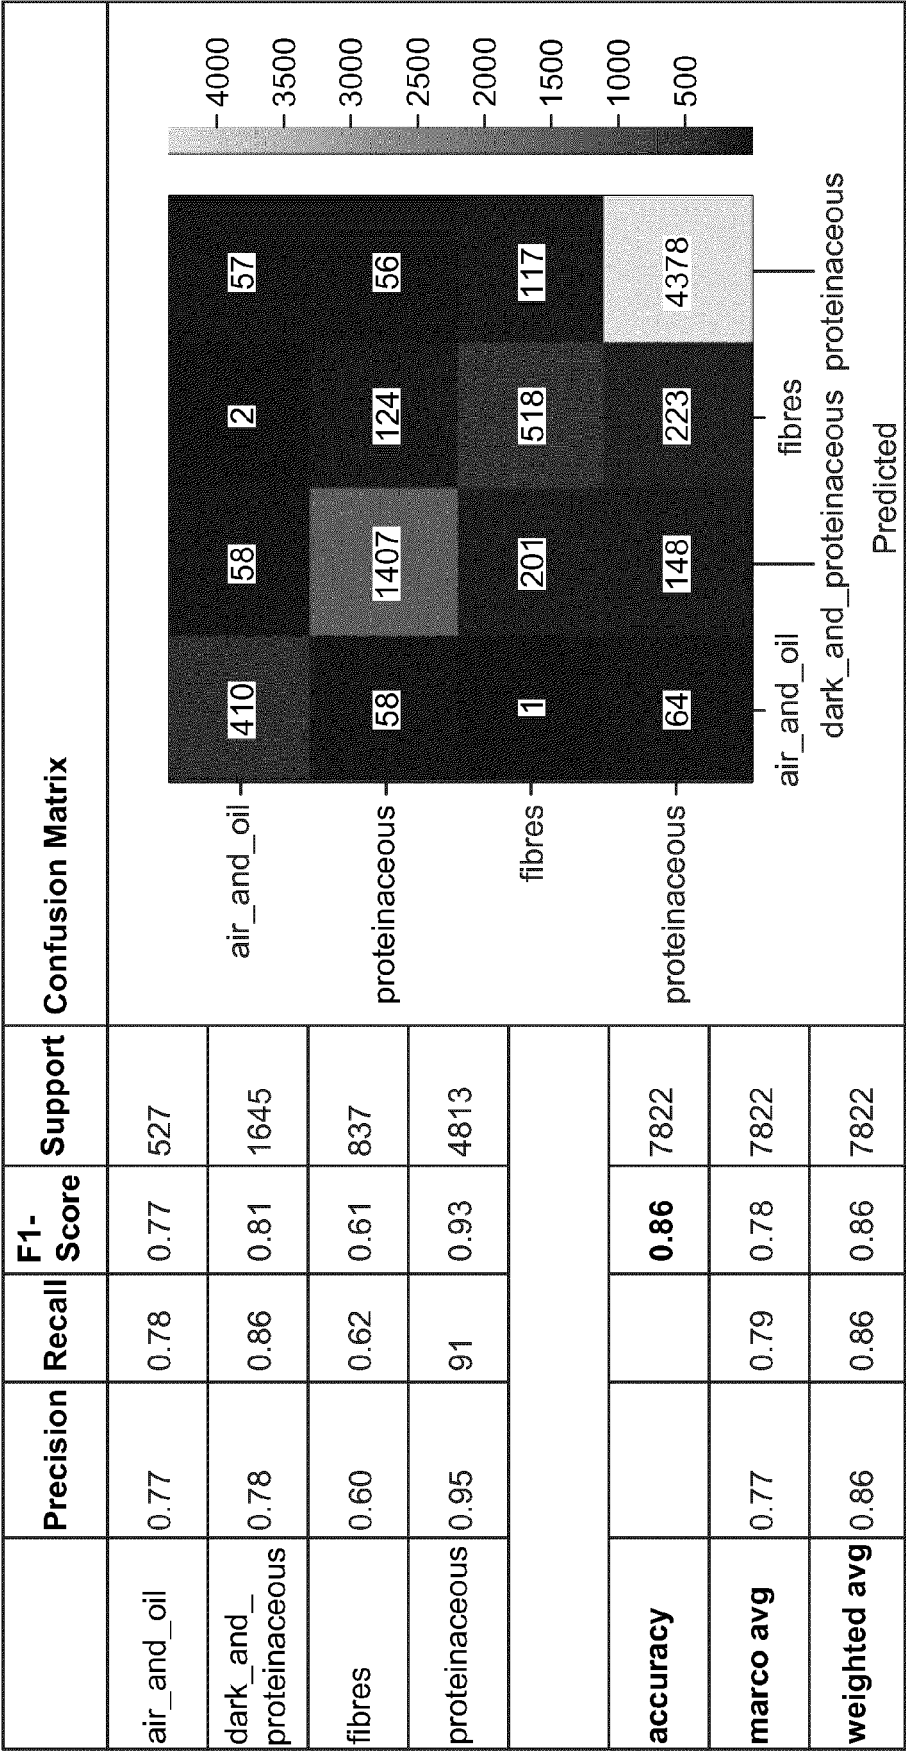 Precision Recall F1-
Score Support Confusion Matrix
air_and_oil 0.77 0.78 0.77 527
dark_and_
proteinaceous 0.78 0.86 0.81 1645
fibres 0.60 0.62 0.61 837
proteinaceous 0.95 91 0.93 4813
accuracy 0.86 7822
marco avg 0.77 0.79 0.78 7822
weighted avg 0.86 0.86 0.86 7822
air_and_oil 410 58 2 57
proteinaceous 58 1407 124 56
fibres 1 201 518 117
proteinaceous 64 148 223 4378
air_and_oil fibres
dark_and_proteinaceous proteinaceous
Predicted
4000
3500
3000
2500
2000
1500
1000
500